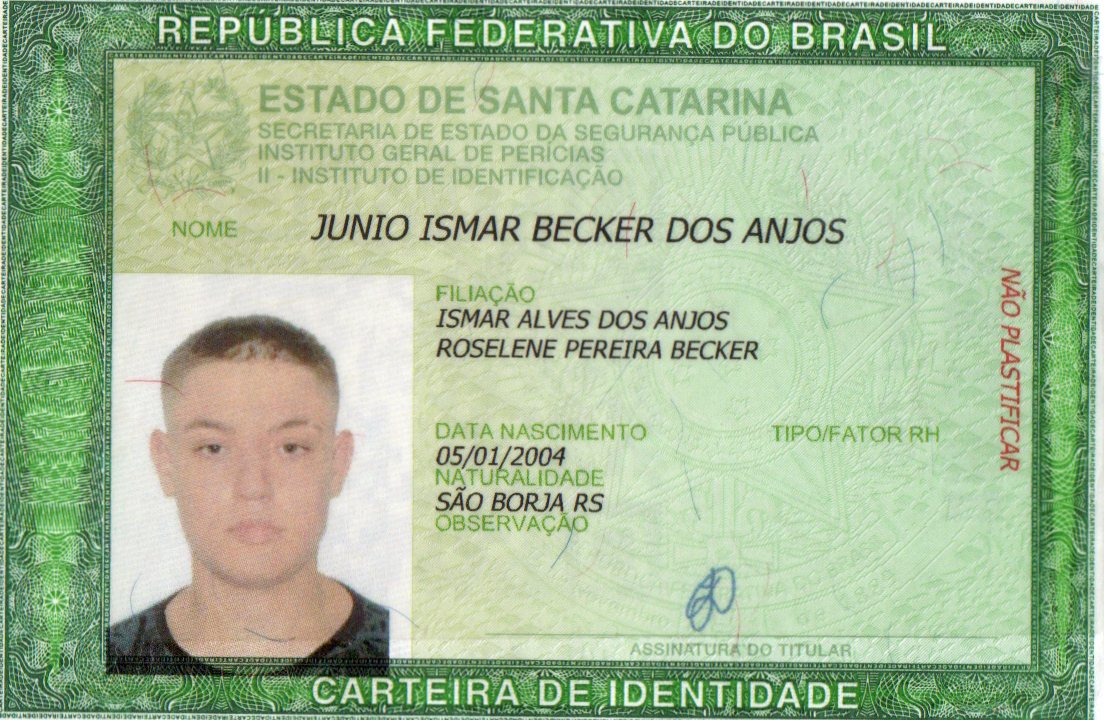 REPÚBLICA FEDERATIVA DO BRASIL
ESTADO DE SANTA CATARINA
SECRETARIA DE ESTADO DA SEGURANÇA PÚBLICA
INSTITUTO GERAL DE PERÍCIAS
II - INSTITUTO DE IDENTIFICAÇÃO
NOME JUNIO ISMAR BECKER DOS ANJOS
FILIAÇÃO
ISMAR ALVES DOS ANJOS
ROSELENE PEREIRA BECKER
DATA NASCIMENTO TIPO/FATOR RH
05/01/2004
NATURALIDADE
SÃO BORJA RS
OBSERVAÇÃO
ASSINATURA DO TITULAR
CARTEIRA DE IDENTIDADE
NÃO PLASTIFICAR